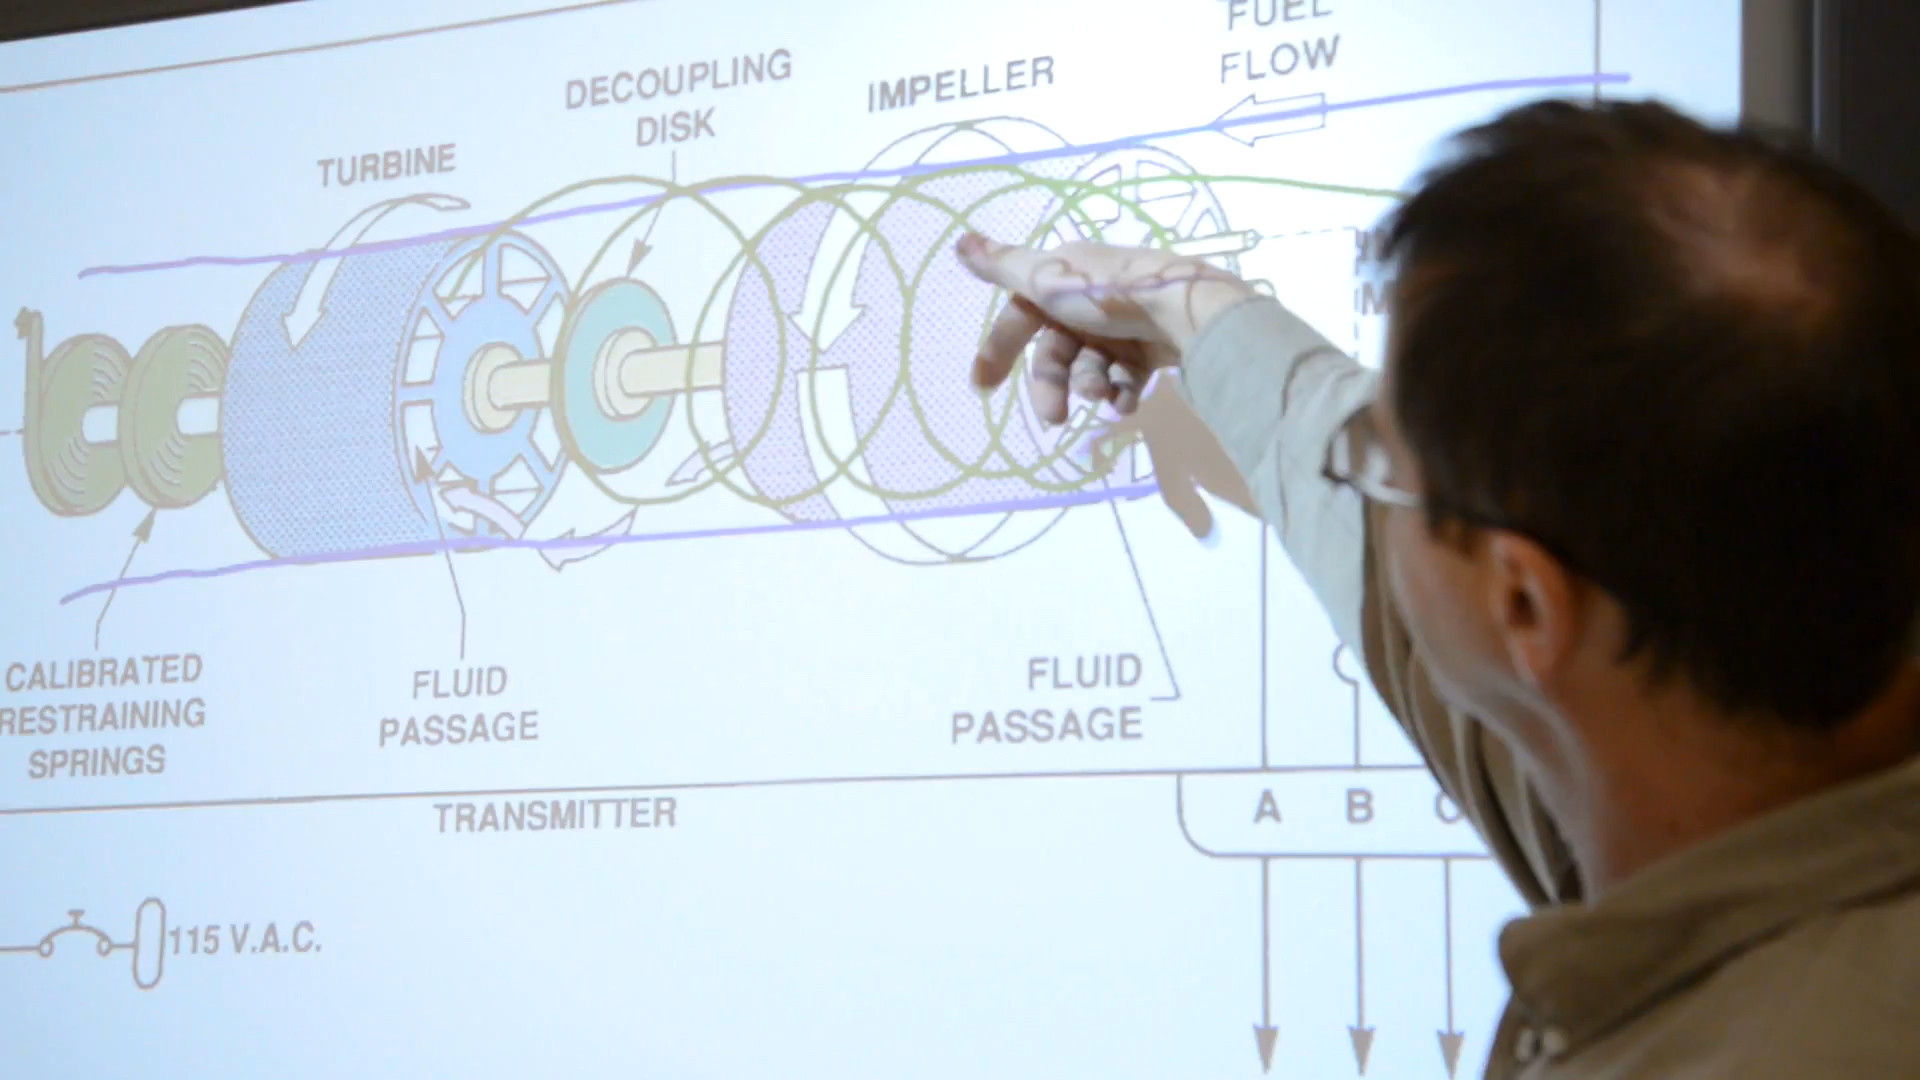 FUEL
FLOW
IMPELLER
DECOUPLING
DISK
TURBINE
CALIBRATED
RESTRAINING
SPRINGS
FLUID
PASSAGE
FLUID
PASSAGE
TRANSMITTER
A B C
115 V.A.C.